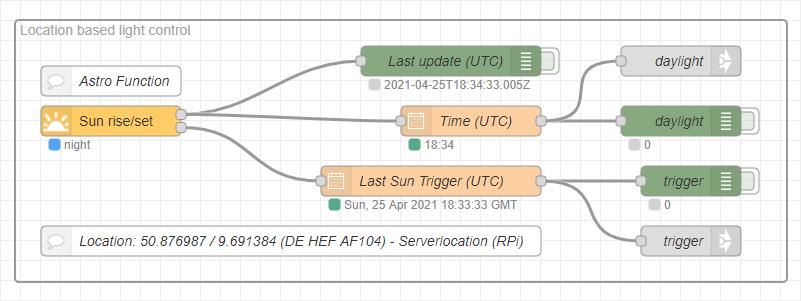 Location based light control
Last update (UTC)
daylight
2021-04-25T18:34:33.005Z
Astro Function
Sun rise/set
Time (UTC)
daylight
night
18:34
0
Last Sun Trigger (UTC)
trigger
Sun, 25 Apr 2021 18:33:33 GMT
0
Location: 50.876987 / 9.691384 (DE HEF AF104) - Serverlocation (RPi)
trigger